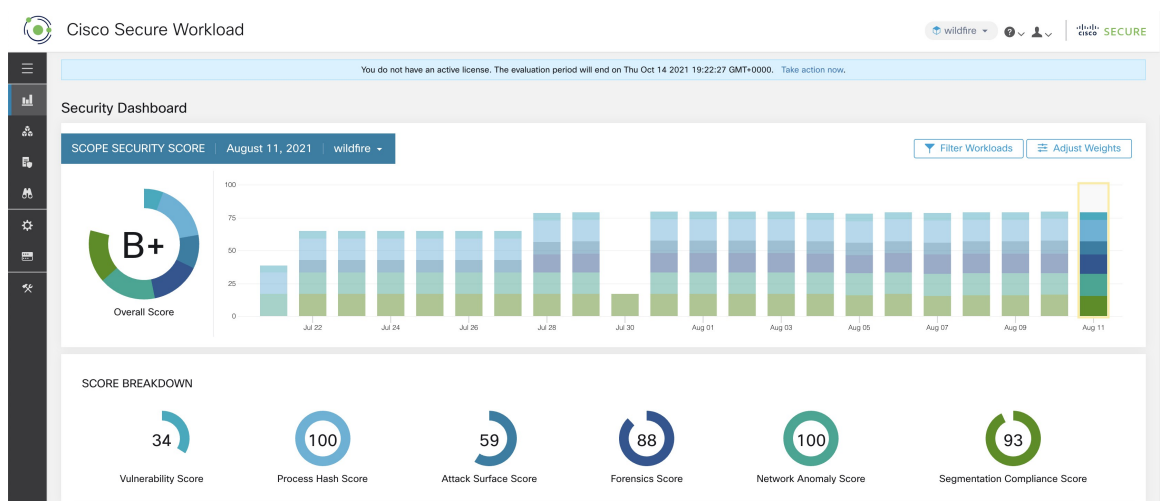 Cisco Secure Workload
wildfire
CISCO SECURE
You do not have an active license. The evaluation period will end on Thu Oct 14 2021 19:22:27 GMT+0000. Take action now.
Security Dashboard
SCOPE SECURITY SCORE | August 11, 2021 | wildfire
Filter Workloads
Adjust Weights
100
75
50
25
0
B+
Overall Score
Jul 22 Jul 24 Jul 26 Jul 28 Jul 30 Aug 01 Aug 03 Aug 05 Aug 07 Aug 09 Aug 11
SCORE BREAKDOWN
34 100 59 88 100 93
Vulnerability Score Process Hash Score Attack Surface Score Forensics Score Network Anomaly Score Segmentation Compliance Score